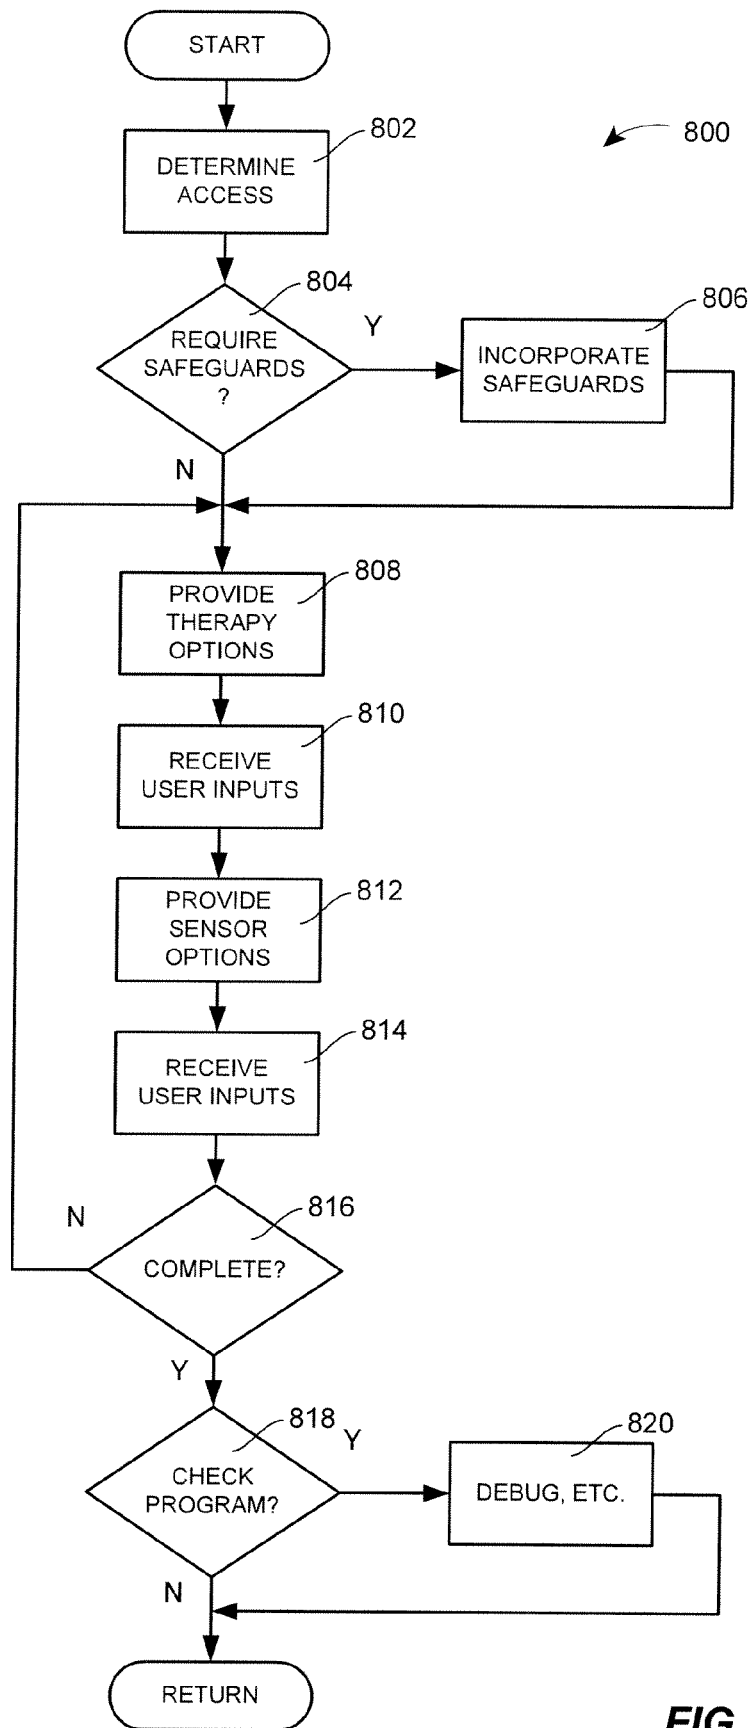 START
802
800
DETERMINE
ACCESS
804
806
Y
REQUIRE
SAFEGUARDS
?
INCORPORATE
SAFEGUARDS
N
808
PROVIDE
THERAPY
OPTIONS
810
RECEIVE
USER INPUTS
812
PROVIDE
SENSOR
OPTIONS
814
RECEIVE
USER INPUTS
816
N
COMPLETE?
Y
818
Y
820
CHECK
PROGRAM?
DEBUG, ETC.
N
RETURN
FIG